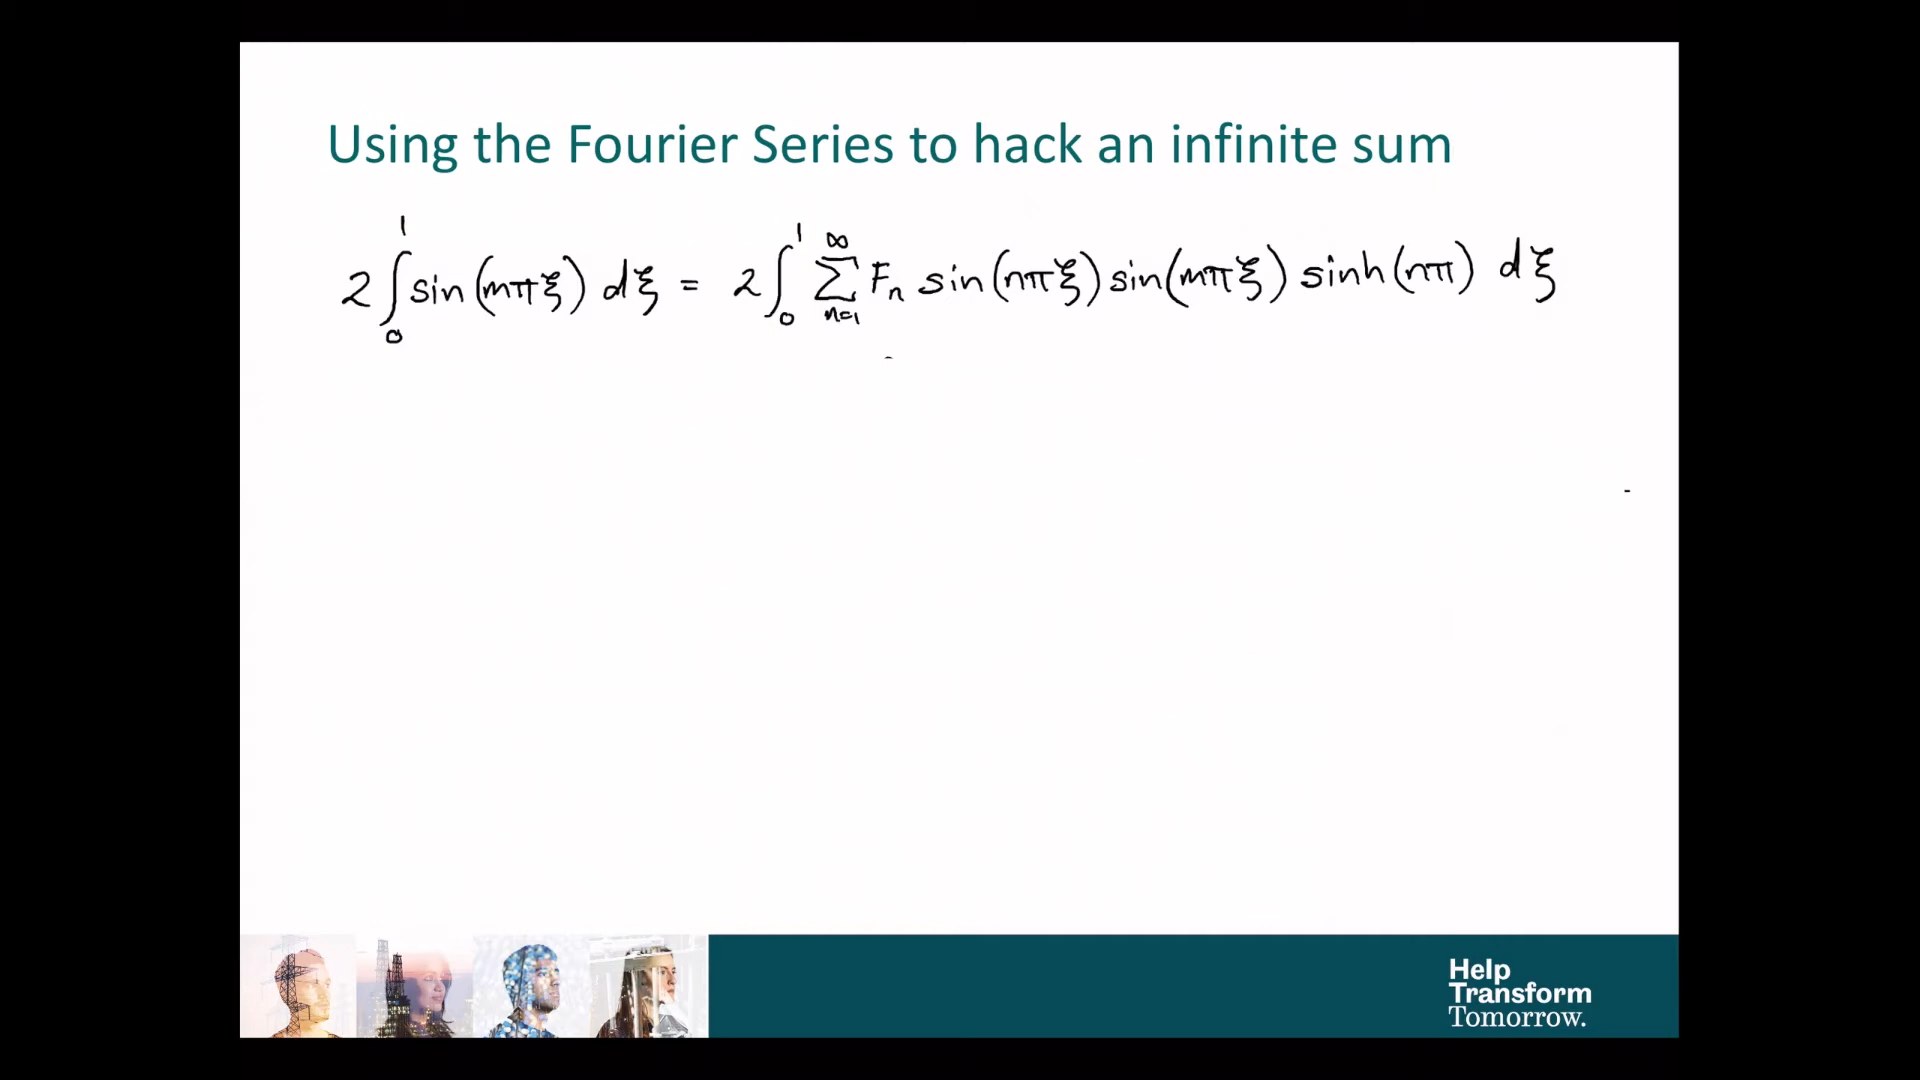 Using the Fourier Series to hack an infinite sum
2 ∫₀¹ sin(mπξ) dξ = 2 ∫₀¹ ∑ₙ₌₁^∞ Fₙ sin(nπξ) sin(mπξ) sinh(nπ) dξ
Help
Transform
Tomorrow.